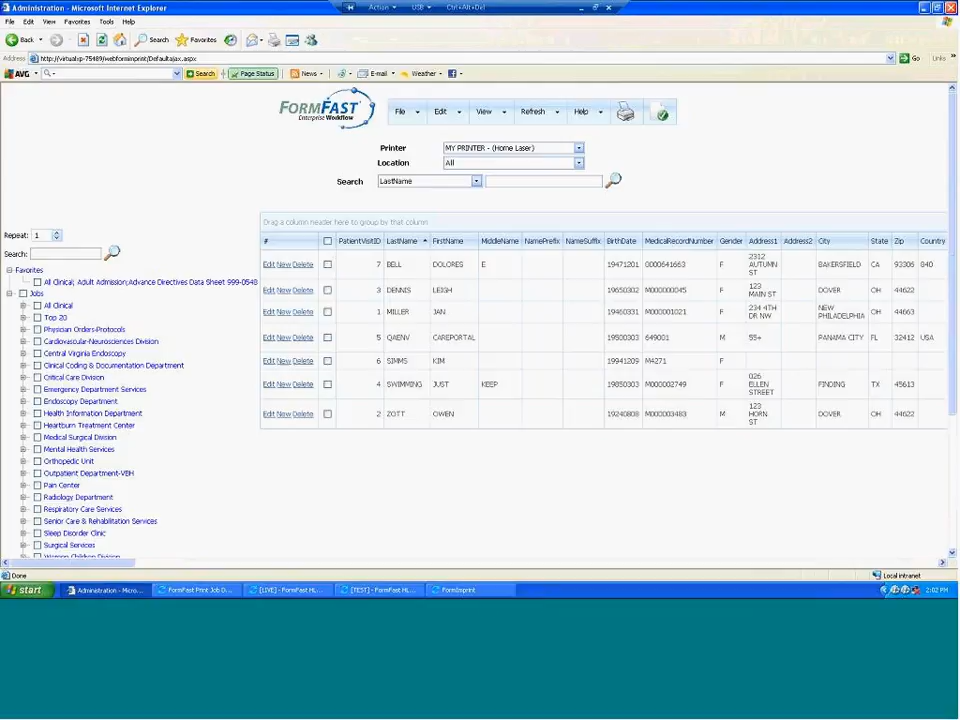 Administration - Microsoft Internet Explorer
Action USB Ctrl+Alt+Del
File Edit View Favorites Tools Help
Back Search Favorites
Address http://virtualxp-75489/webformimprint/Defaultajax.aspx Go Links
AVG Search Page Status News E-mail Weather
FORMFAST
Enterprise Workflow
File Edit View Refresh Help
Printer MY PRINTER - (Home Laser)
Location All
Search LastName
Drag a column header here to group by that column
Repeat: 1
Search:
# PatientVisitID LastName FirstName MiddleName NamePrefix NameSuffix BirthDate MedicalRecordNumber Gender Address1 Address2 City State Zip Country
Edit New Delete 7 BELL DOLORES E 19471201 0000641663 F 2312 AUTUMN ST BAKERSFIELD CA 93306 840
Edit New Delete 3 DENNIS LEIGH 19650302 M000000045 F 123 MAIN ST DOVER OH 44622
Edit New Delete 1 MILLER JAN 19460331 M000001021 F 234 4TH DR NW NEW PHILADELPHIA OH 44663
Edit New Delete 5 QAENV CAREPORTAL 19500303 649001 M 55+ PANAMA CITY FL 32412 USA
Edit New Delete 6 SIMMS KIM 19941209 M4271 F
Edit New Delete 4 SWIMMING JUST KEEP 19850303 M000002749 F 026 ELLEN STREET FINDING TX 45613
Edit New Delete 2 ZOTT OWEN 19240808 M000003483 M 123 HORN ST DOVER OH 44622
Favorites
All Clinical; Adult Admission;Advance Directives Data Sheet 999-0548
Jobs
All Clinical
Top 20
Physician Orders-Protocols
Cardiovascular-Neurosciences Division
Central Virginia Endoscopy
Clinical Coding & Documentation Department
Critical Care Division
Emergency Department Services
Endoscopy Department
Health Information Department
Heartburn Treatment Center
Medical Surgical Division
Mental Health Services
Orthopedic Unit
Outpatient Department-VBH
Pain Center
Radiology Department
Respiratory Care Services
Senior Care & Rehabilitation Services
Sleep Disorder Clinic
Surgical Services
Women Children Division
Done Local intranet
start Administration - Micro... FormFast Print Job D... [LIVE] - FormFast HL... [TEST] - FormFast HL... FormImprint 2:02 PM